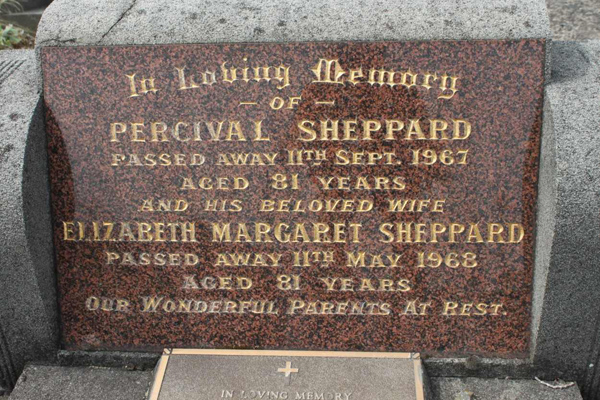 In Loving Memory
— OF —
PERCIVAL SHEPPARD
PASSED AWAY 11TH SEPT. 1967
AGED 81 YEARS
AND HIS BELOVED WIFE
ELIZABETH MARGARET SHEPPARD
PASSED AWAY 11TH MAY 1968
AGED 81 YEARS
OUR WONDERFUL PARENTS AT REST.
IN LOVING MEMORY